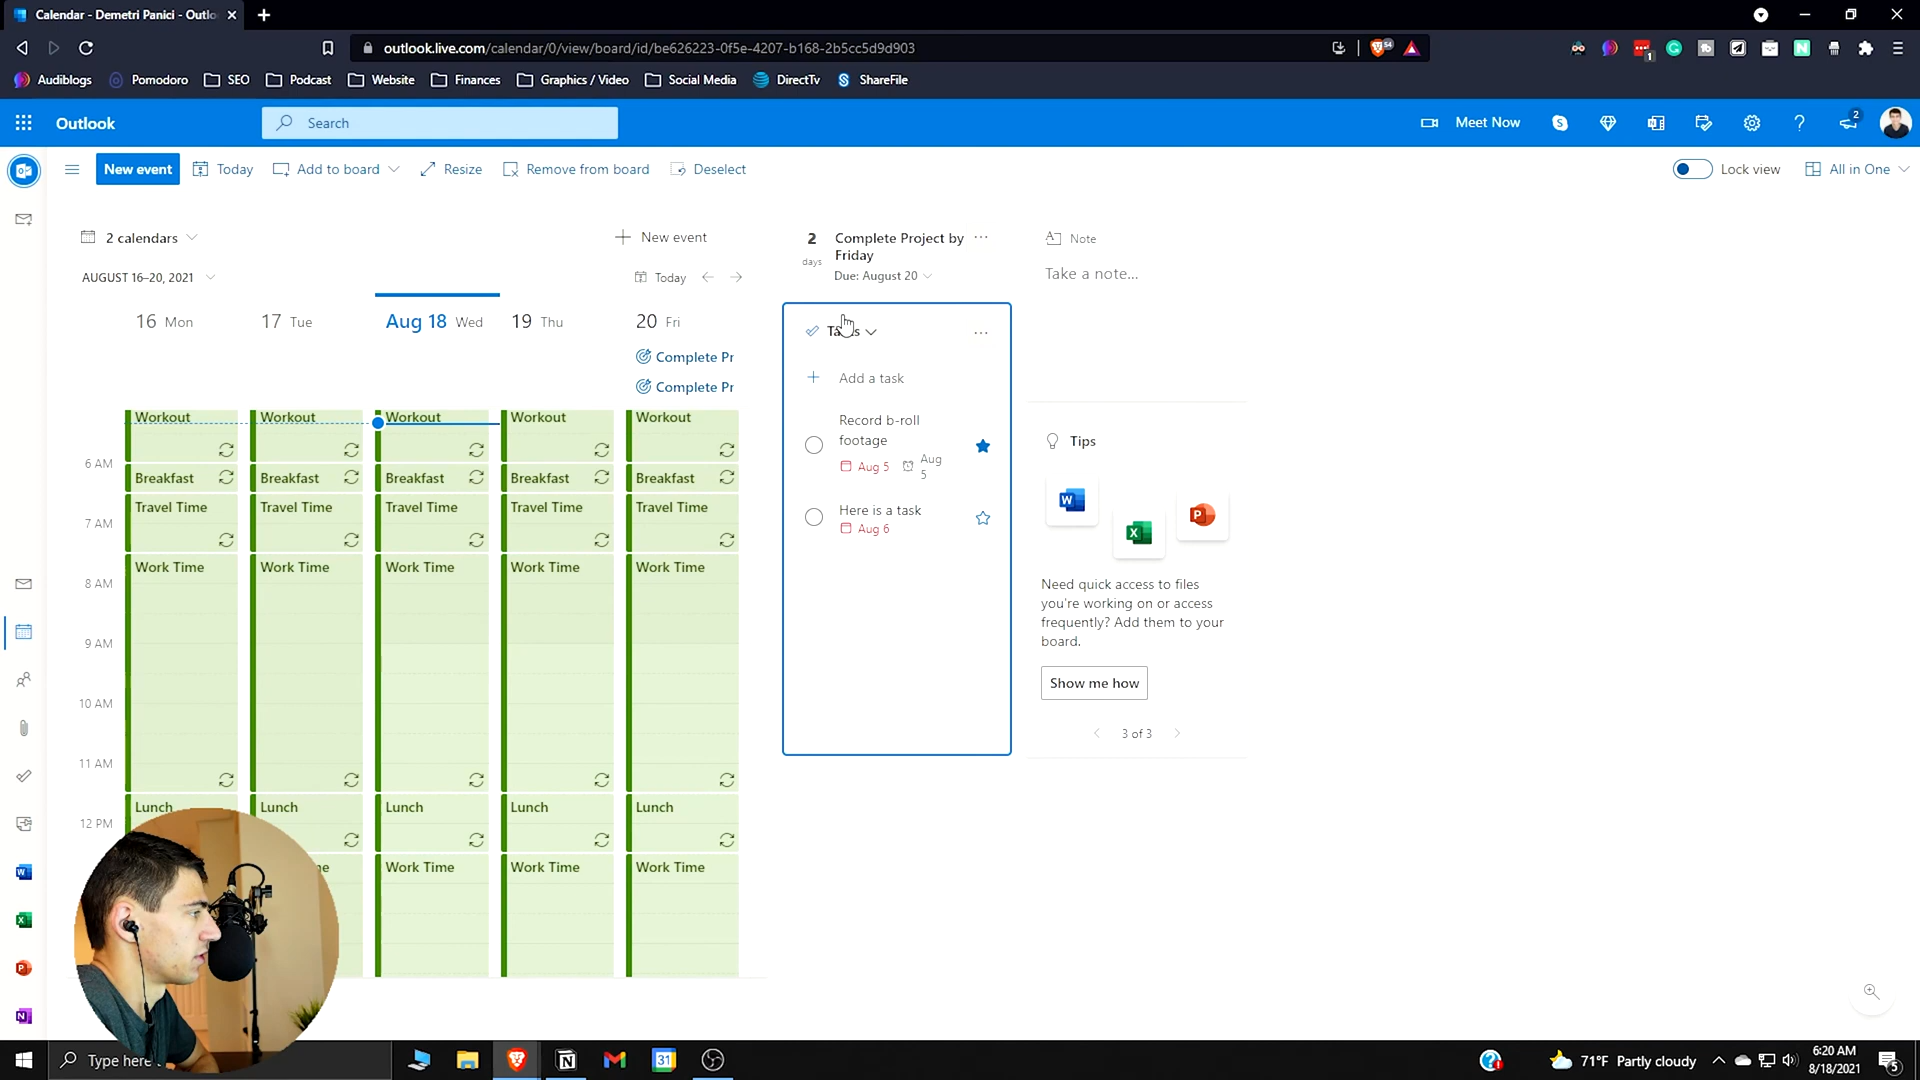 Calendar - Demetri Panici - Outlo
outlook.live.com/calendar/0/view/board/id/be626223-0f5e-4207-b168-2b5cc5d9d903
54
1
Audiblogs
Pomodoro
SEO
Podcast
Website
Finances
Graphics / Video
Social Media
DirectTv
ShareFile
Outlook
Search
Meet Now
2
New event
Today
Add to board
Resize
Remove from board
Deselect
Lock view
All in One
2 calendars
New event
AUGUST 16–20, 2021
Today
16 Mon
17 Tue
Aug 18 Wed
19 Thu
20 Fri
Complete Pr
Complete Pr
Workout
Workout
Workout
Workout
Workout
6 AM
Breakfast
Breakfast
Breakfast
Breakfast
Breakfast
Travel Time
Travel Time
Travel Time
Travel Time
Travel Time
7 AM
Work Time
Work Time
Work Time
Work Time
Work Time
8 AM
9 AM
10 AM
11 AM
Lunch
Lunch
Lunch
Lunch
Lunch
12 PM
Work Time
Work Time
Work Time
2
days
Complete Project by
Friday
Due: August 20
Tasks
Add a task
Record b-roll
footage
Aug 5
Aug
5
Here is a task
Aug 6
Note
Take a note...
Tips
Need quick access to files
you're working on or access
frequently? Add them to your
board.
Show me how
3 of 3
Type here
31
71°F Partly cloudy
6:20 AM
8/18/2021
5